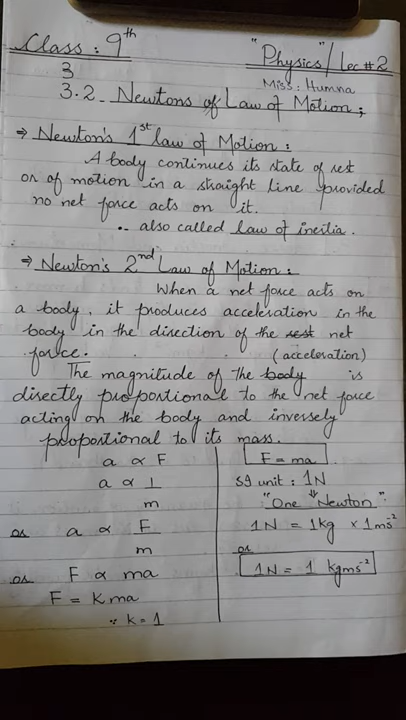 Class : 9th
"Physics" / Lec # 2
3
Miss : Humna
3.2 - Newtons of Law of Motion ;
⇒ Newton's 1st law of Motion :
A body continues its state of rest
or of motion in a straight line provided
no net force acts on it.
∴ also called law of inertia.
⇒ Newton's 2nd Law of Motion :
When a net force acts on
a body, it produces acceleration in the
body in the direction of the rest net
force.
(acceleration)
The magnitude of the body is
directly proportional to the net force
acting on the body and inversely
proportional to its mass.
a ∝ F
a ∝ 1/m
or a ∝ F/m
or F ∝ ma
F = Kma
∵ k = 1
F = ma
SI unit : 1N
"One Newton"
1N = 1kg × 1ms⁻²
or
1N = 1 kgms⁻²